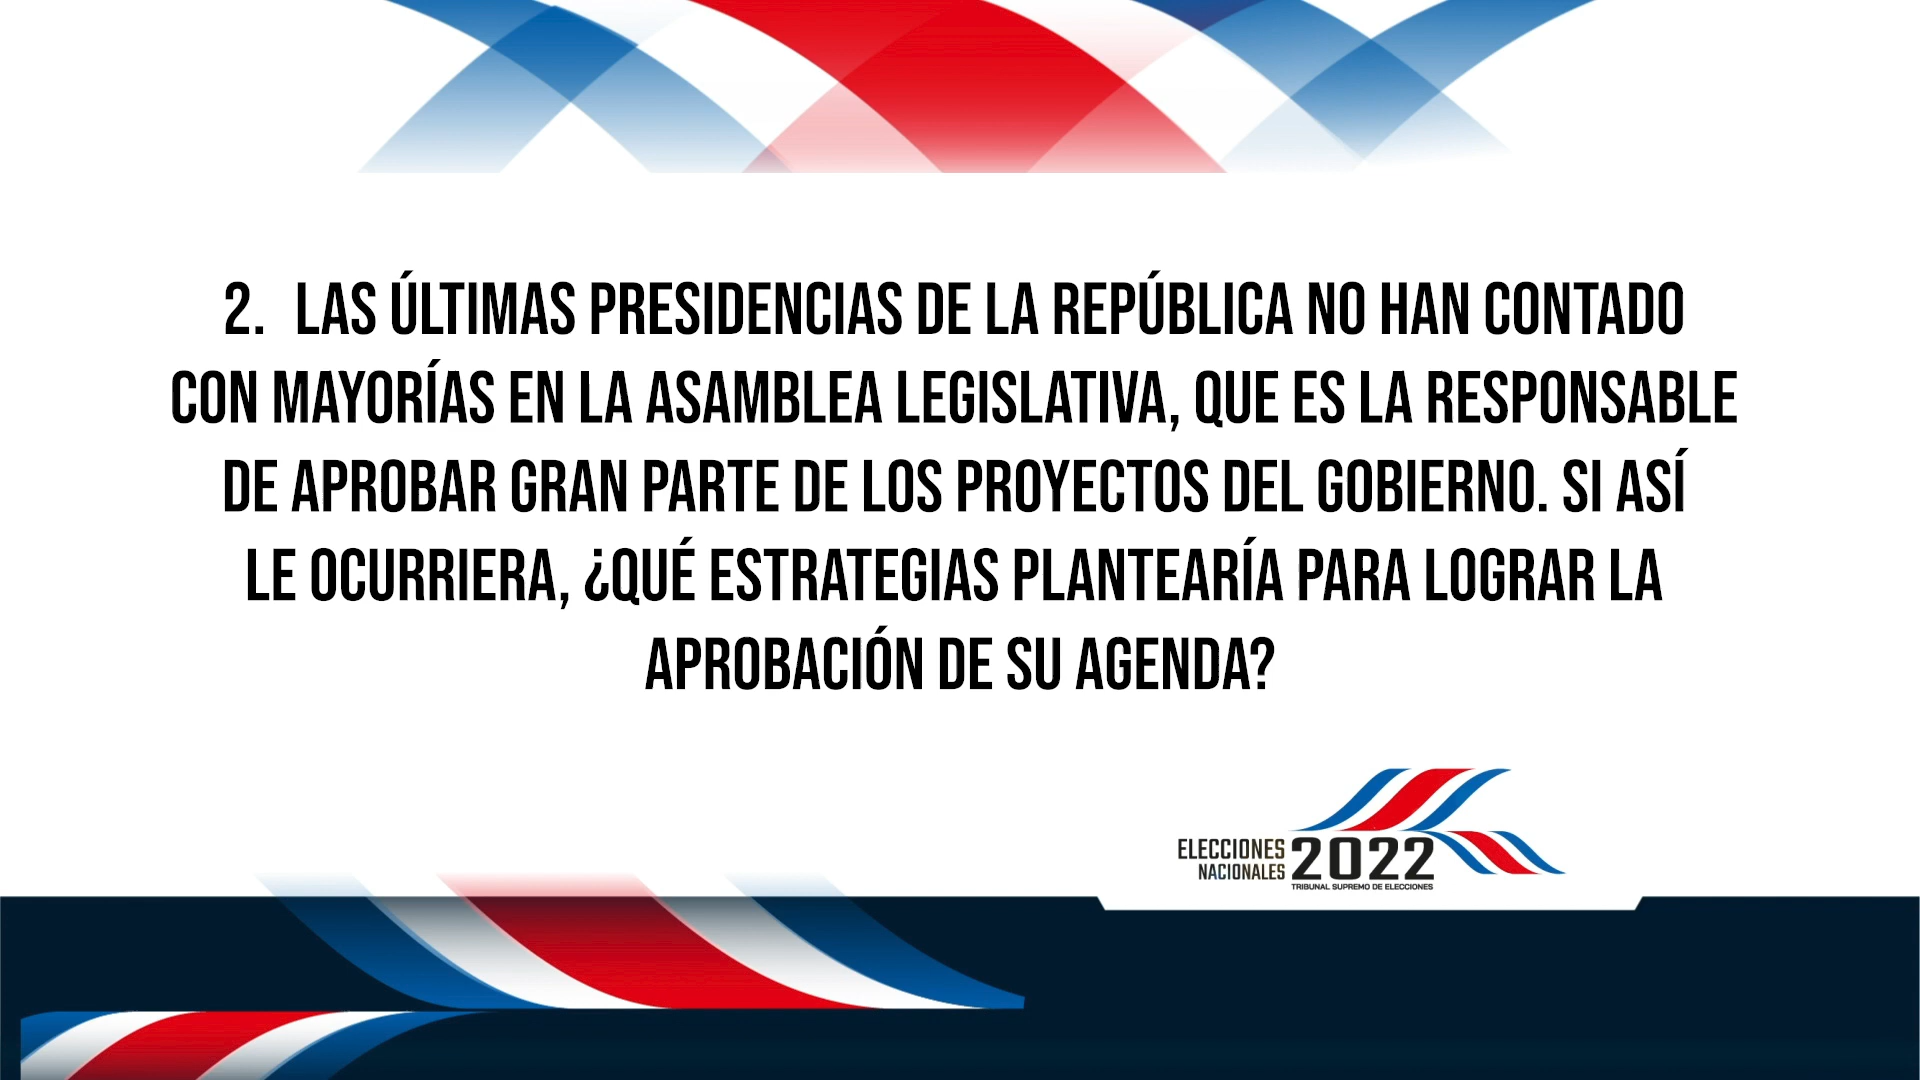 2. LAS ÚLTIMAS PRESIDENCIAS DE LA REPÚBLICA NO HAN CONTADO
CON MAYORÍAS EN LA ASAMBLEA LEGISLATIVA, QUE ES LA RESPONSABLE
DE APROBAR GRAN PARTE DE LOS PROYECTOS DEL GOBIERNO. SI ASÍ
LE OCURRIERA, ¿QUÉ ESTRATEGIAS PLANTEARÍA PARA LOGRAR LA
APROBACIÓN DE SU AGENDA?
ELECCIONES
NACIONALES
2022
TRIBUNAL SUPREMO DE ELECCIONES